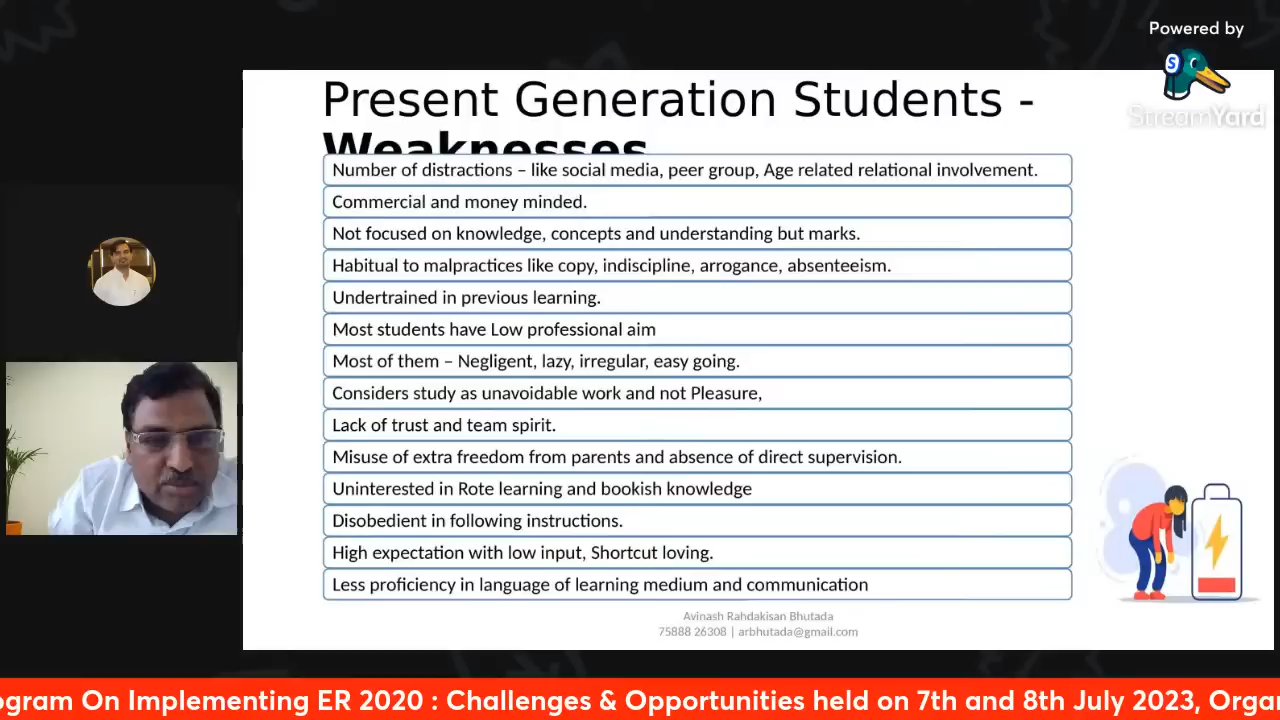 Powered by
S
StreamYard
Present Generation Students -
Weaknesses
Number of distractions – like social media, peer group, Age related relational involvement.
Commercial and money minded.
Not focused on knowledge, concepts and understanding but marks.
Habitual to malpractices like copy, indiscipline, arrogance, absenteeism.
Undertrained in previous learning.
Most students have Low professional aim
Most of them – Negligent, lazy, irregular, easy going.
Considers study as unavoidable work and not Pleasure,
Lack of trust and team spirit.
Misuse of extra freedom from parents and absence of direct supervision.
Uninterested in Rote learning and bookish knowledge
Disobedient in following instructions.
High expectation with low input, Shortcut loving.
Less proficiency in language of learning medium and communication
Avinash Rahdakisan Bhutada
75888 26308 | arbhutada@gmail.com
ogram On Implementing ER 2020 : Challenges & Opportunities held on 7th and 8th July 2023, Orga